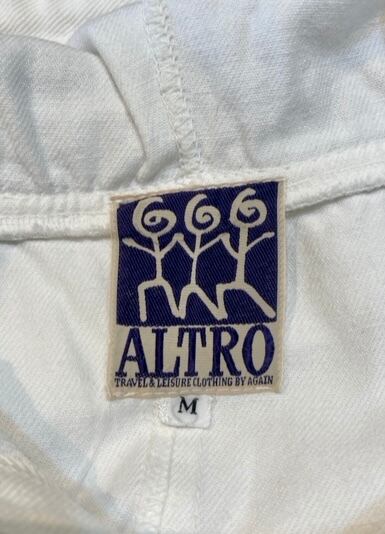 ALTRO
TRAVEL & LEISURE CLOTHING BY AGAIN
M